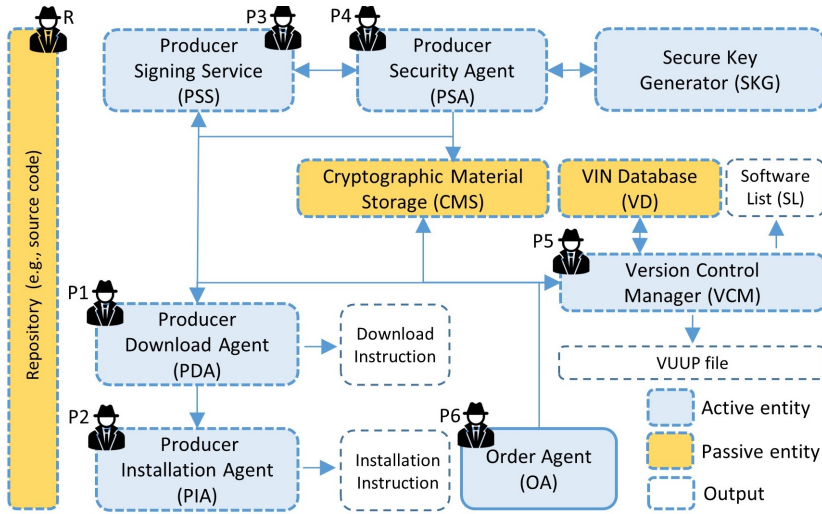 R
P3
P4
Producer
Signing Service
(PSS)
Producer
Security Agent
(PSA)
Secure Key
Generator (SKG)
Repository (e.g., source code)
Cryptographic Material
Storage (CMS)
VIN Database
(VD)
Software
List (SL)
P5
Version Control
Manager (VCM)
P1
Producer
Download Agent
(PDA)
Download
Instruction
VUUP file
P2
Producer
Installation Agent
(PIA)
Installation
Instruction
P6
Order Agent
(OA)
Active entity
Passive entity
Output